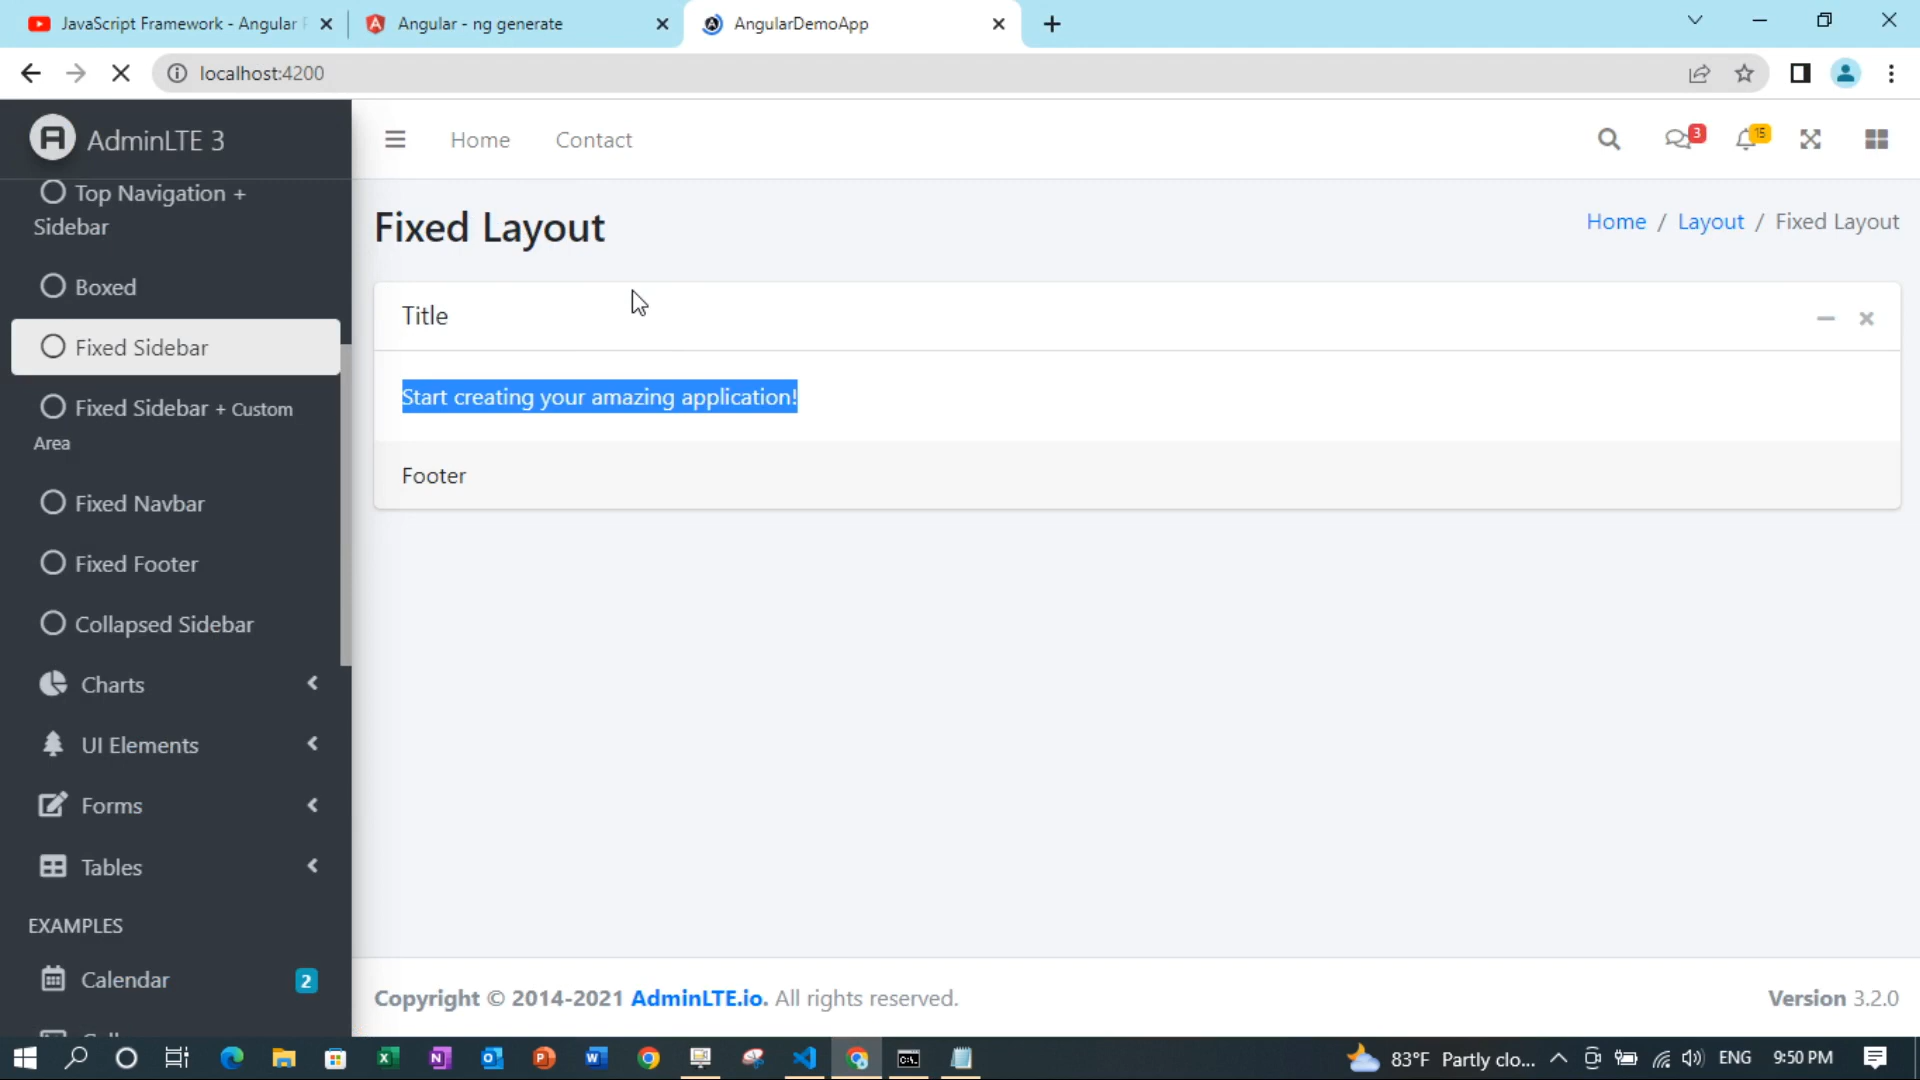 JavaScript Framework - Angular
Angular - ng generate
AngularDemoApp
localhost:4200
AdminLTE 3
Home
Contact
3
15
Top Navigation +
Sidebar
Boxed
Fixed Sidebar
Fixed Sidebar + Custom
Area
Fixed Navbar
Fixed Footer
Collapsed Sidebar
Charts
UI Elements
Forms
Tables
EXAMPLES
Calendar
2
Fixed Layout
Home / Layout / Fixed Layout
Title
Start creating your amazing application!
Footer
Copyright © 2014-2021 AdminLTE.io. All rights reserved.
Version 3.2.0
83°F Partly clo...
ENG
9:50 PM